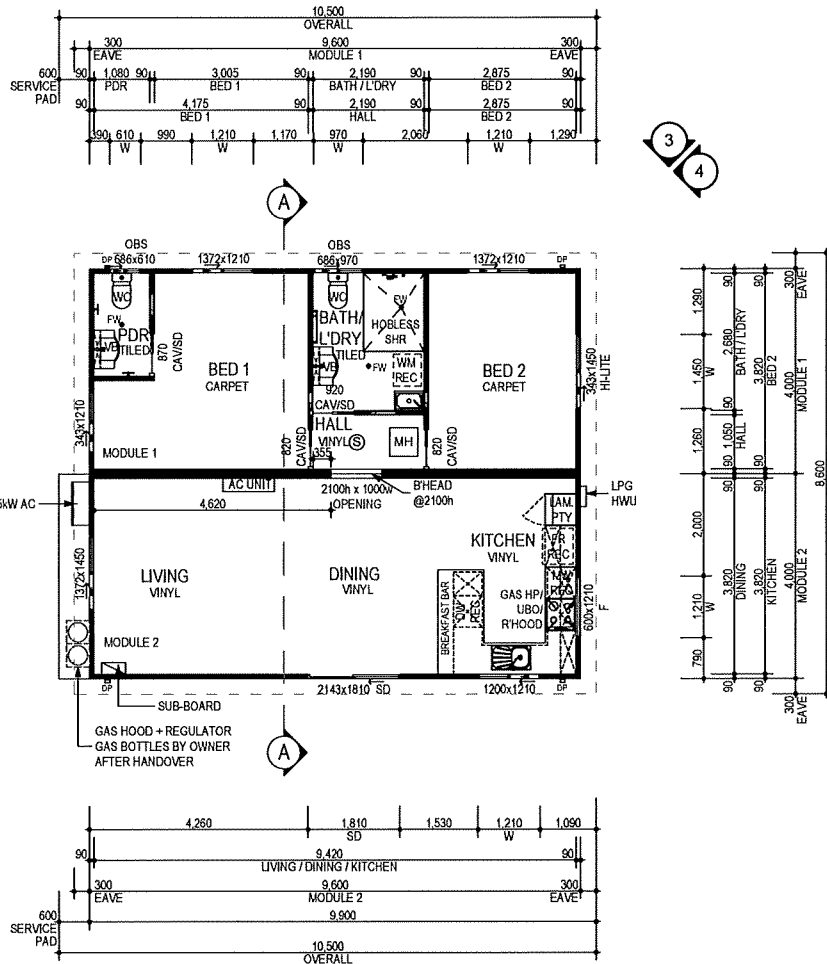 10,500
OVERALL
300 9,600 300
EAVE MODULE 1 EAVE
600 90 1,080 90 3,005 90 2,190 90 2,875 90
SERVICE PDR BED 1 BATH / L'DRY BED 2
PAD
90 4,175 90 2,190 90 2,875 90
BED 1 HALL BED 2
390 610 990 1,210 1,170 970 2,060 1,210 1,290
W W W W
3
4
A
OBS OBS
DP 686x610 1372x1210 686x970 1372x1210 DP
WC WC
FW FW
PDR
TILED
VB
870
CAV/SD
BATH/
L'DRY
TILED
HOBLESS
SHR
BED 1
CARPET
BED 2
CARPET
VB
FW
WM
REC
920
CAV/SD
343x1450
HI-LITE
343x1210
HALL
VINYL S
MH
820
CAV/SD
820
CAV/SD
355
MODULE 1
AC UNIT
2100h x 1000w
OPENING
B'HEAD
@2100h
LPG
HWU
5kW AC
4,620
LAM.
PTY
KITCHEN
VINYL
FR
REC
LIVING
VINYL
DINING
VINYL
MW
REC
GAS HP/
UBO/
R'HOOD
BREAKFAST BAR
DW
REC
1372x1450
600x1210
F
MODULE 2
DP 2143x1810 SD 1200x1210 DP
SUB-BOARD
GAS HOOD + REGULATOR
GAS BOTTLES BY OWNER
AFTER HANDOVER
A
1,290
1,450
W
1,260
2,000
1,210
W
790
90
2,680
BATH / L'DRY
90
1,050
HALL
90
90
3,820
DINING
90
90
3,820
BED 2
90
90
3,820
KITCHEN
90
300
EAVE
4,000
MODULE 1
4,000
MODULE 2
300
EAVE
8,600
4,260 1,810 1,530 1,210 1,090
SD W
90 9,420 90
LIVING / DINING / KITCHEN
300 9,600 300
EAVE MODULE 2 EAVE
600 9,900
SERVICE
PAD
10,500
OVERALL